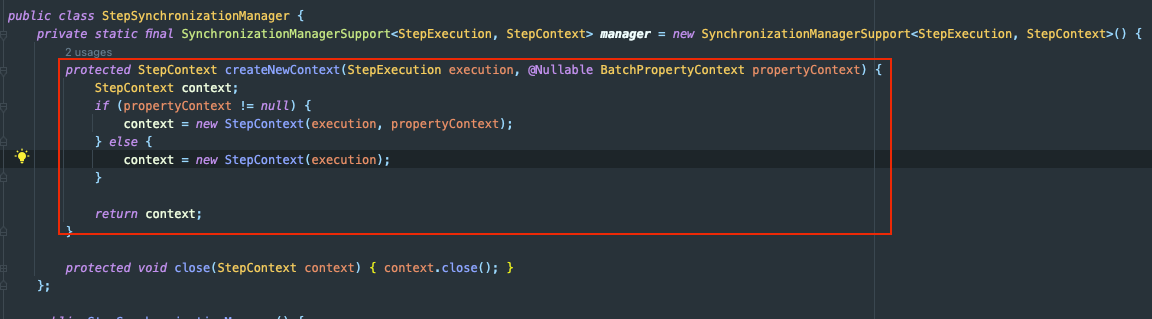 public class StepSynchronizationManager {
    private static final SynchronizationManagerSupport<StepExecution, StepContext> manager = new SynchronizationManagerSupport<StepExecution, StepContext>() {
        2 usages
        protected StepContext createNewContext(StepExecution execution, @Nullable BatchPropertyContext propertyContext) {
            StepContext context;
            if (propertyContext != null) {
                context = new StepContext(execution, propertyContext);
            } else {
                context = new StepContext(execution);
            }
            return context;
        }
        protected void close(StepContext context) { context.close(); }
    };